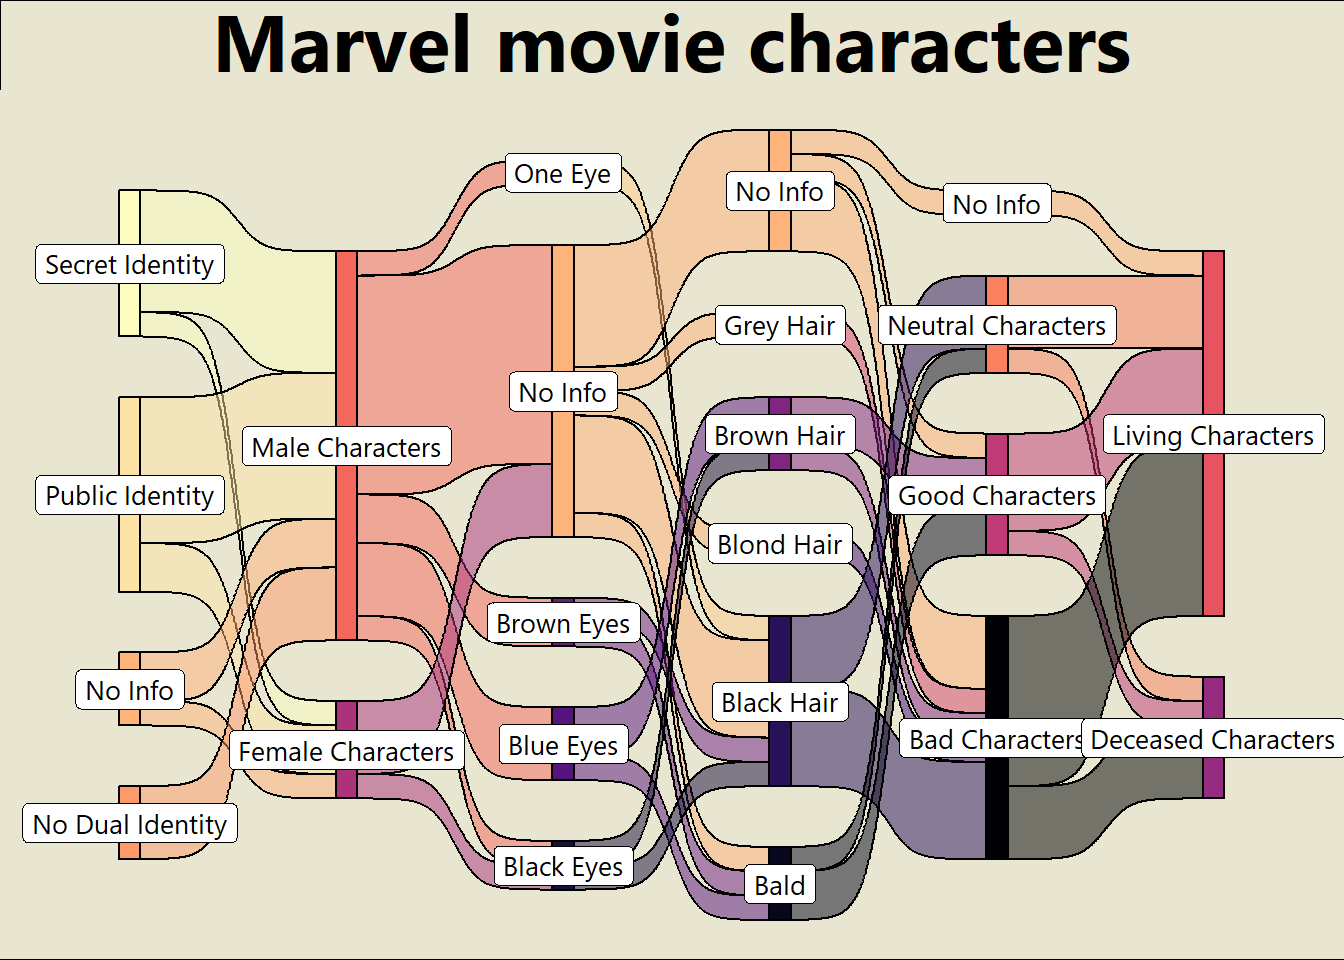 Marvel movie characters
Secret Identity
Public Identity
No Info
No Dual Identity
Male Characters
Female Characters
One Eye
No Info
Brown Eyes
Blue Eyes
Black Eyes
No Info
Grey Hair
Brown Hair
Blond Hair
Black Hair
Bald
No Info
Neutral Characters
Good Characters
Bad Characters
Living Characters
Deceased Characters